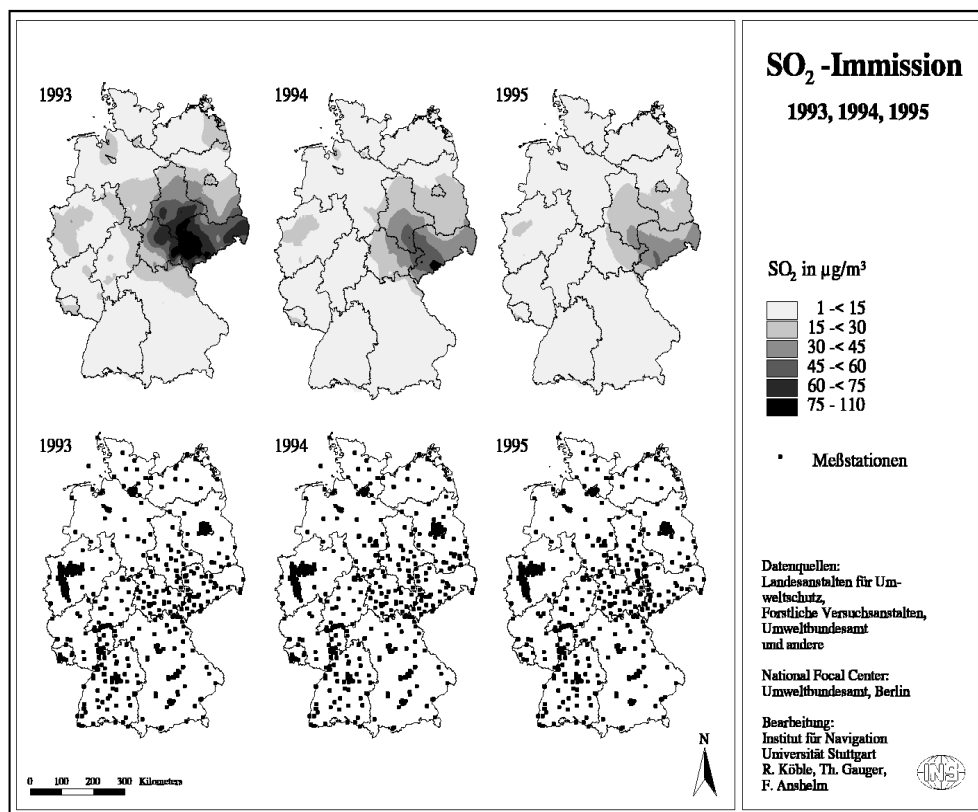 1993
1994
1995
1993
1994
1995
0 100 200 300 Kilometers
N
SO₂ -Immission
1993, 1994, 1995
SO₂ in µg/m³
1 -< 15
15 -< 30
30 -< 45
45 -< 60
60 -< 75
75 - 110
Meßstationen
Datenquellen:
Landesanstalten für Um-
weltschutz,
Forstliche Versuchsanstalten,
Umweltbundesamt
und andere
National Focal Center:
Umweltbundesamt, Berlin
Bearbeitung:
Institut für Navigation
Universität Stuttgart
R. Köble, Th. Gauger,
F. Anshelm
INS